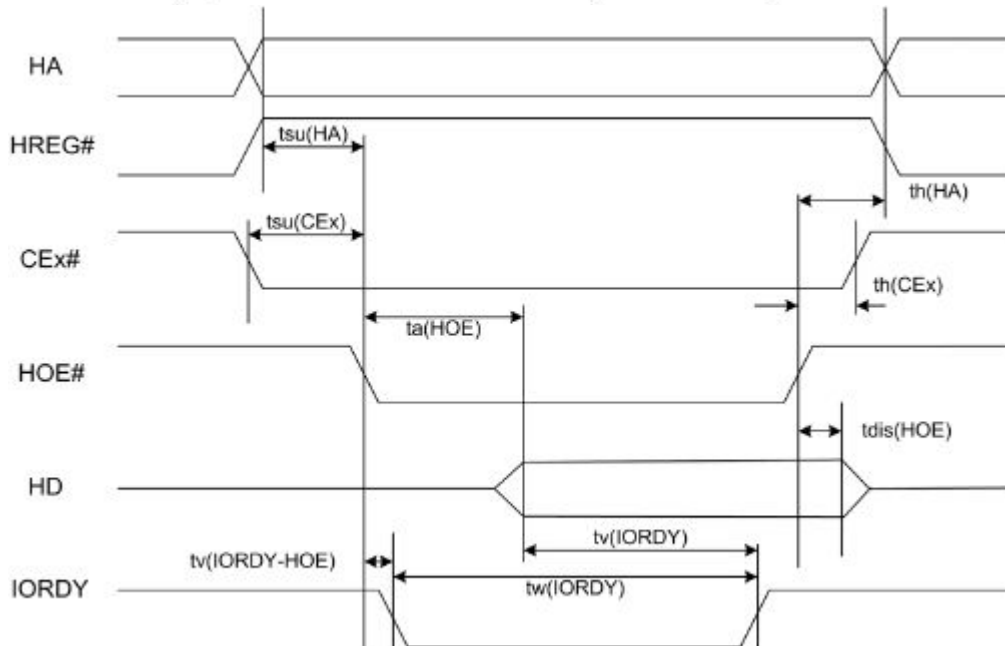 HA
HREG#
tsu(HA)
th(HA)
tsu(CEx)
CEx#
th(CEx)
ta(HOE)
HOE#
tdis(HOE)
HD
tv(IORDY)
tv(IORDY-HOE)
IORDY
tw(IORDY)